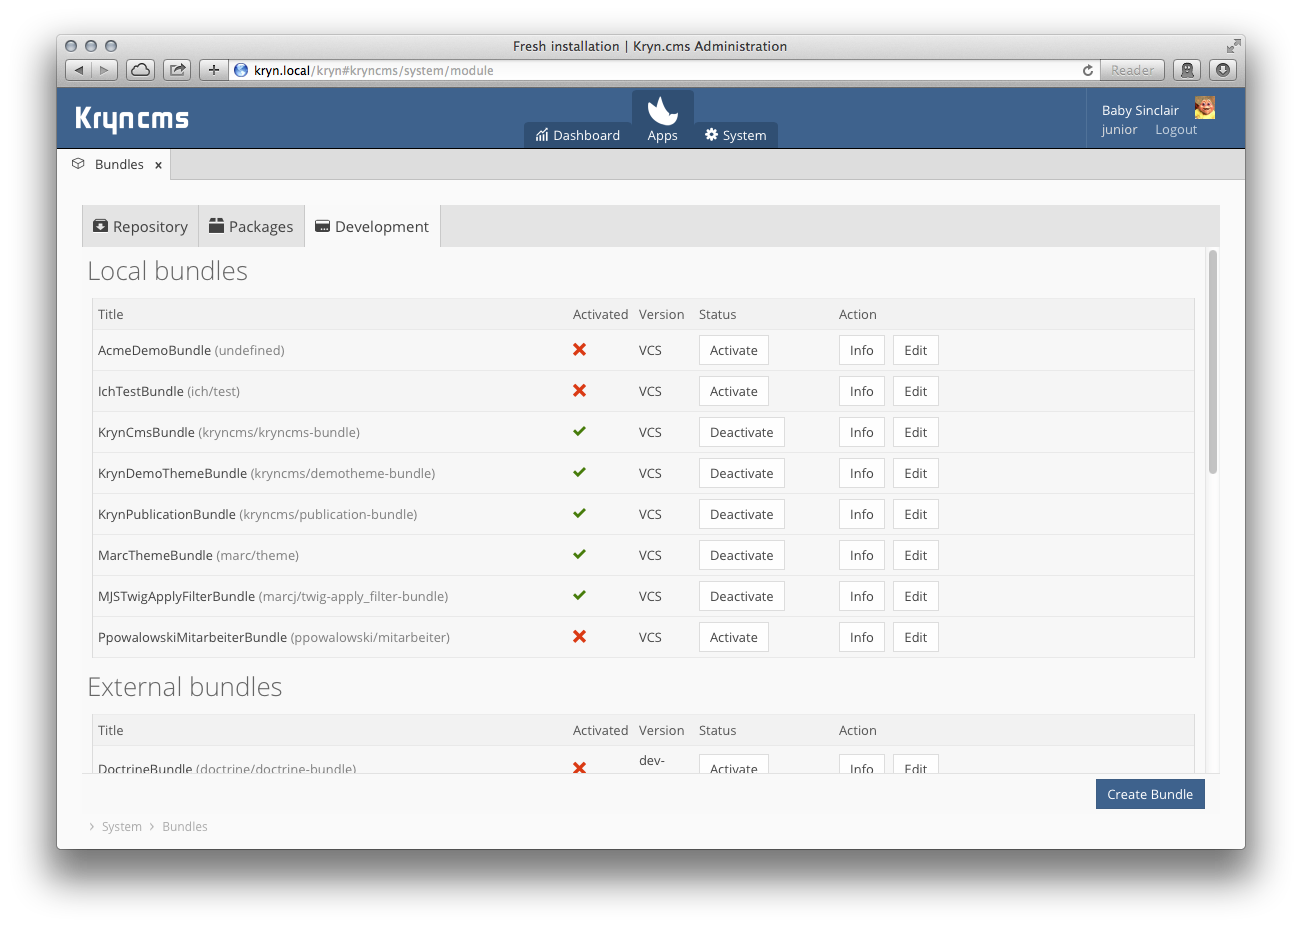 Fresh installation | Kryn.cms Administration
kryn.local/kryn#kryncms/system/module
Reader
Kryncms
Dashboard
Apps
System
Baby Sinclair
junior Logout
Bundles x
Repository
Packages
Development
Local bundles
Title Activated Version Status Action
AcmeDemoBundle (undefined) VCS Activate Info Edit
IchTestBundle (ich/test) VCS Activate Info Edit
KrynCmsBundle (kryncms/kryncms-bundle) VCS Deactivate Info Edit
KrynDemoThemeBundle (kryncms/demotheme-bundle) VCS Deactivate Info Edit
KrynPublicationBundle (kryncms/publication-bundle) VCS Deactivate Info Edit
MarcThemeBundle (marc/theme) VCS Deactivate Info Edit
MJSTwigApplyFilterBundle (marcj/twig-apply_filter-bundle) VCS Deactivate Info Edit
PpowalowskiMitarbeiterBundle (ppowalowski/mitarbeiter) VCS Activate Info Edit
External bundles
Title Activated Version Status Action
DoctrineBundle (doctrine/doctrine-bundle) dev- Activate Info Edit
Create Bundle
› System › Bundles